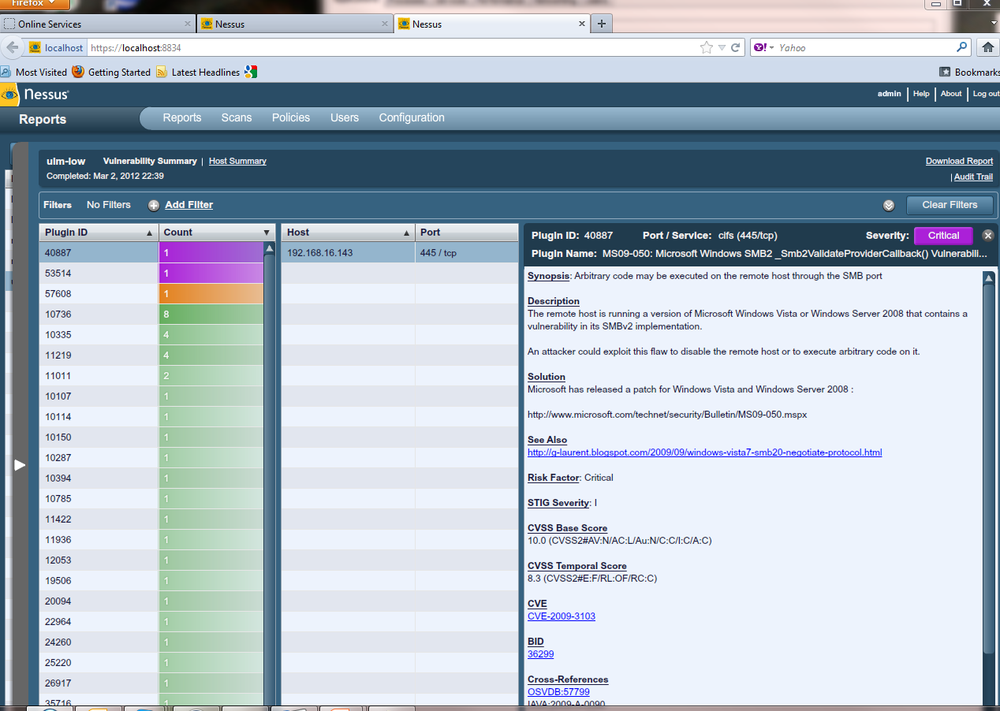 Firefox
Online Services
Nessus
Nessus
localhost https://localhost:8834
Yahoo
Most Visited Getting Started Latest Headlines
Bookmarks
Nessus
admin | Help | About | Log out
Reports
Reports Scans Policies Users Configuration
ulm-low Vulnerability Summary | Host Summary
Download Report
Completed: Mar 2, 2012 22:39
| Audit Trail
Filters No Filters Add Filter
Clear Filters
Plugin ID Count
Host Port
40887 1
192.168.16.143 445 / tcp
53514 1
57608 1
10736 8
10335 4
11219 4
11011 2
10107 1
10114 1
10150 1
10287 1
10394 1
10785 1
11422 1
11936 1
12053 1
19506 1
20094 1
22964 1
24260 1
25220 1
26917 1
35716
Plugin ID: 40887 Port / Service: cifs (445/tcp) Severity: Critical
Plugin Name: MS09-050: Microsoft Windows SMB2 _Smb2ValidateProviderCallback() Vulnerabili...
Synopsis: Arbitrary code may be executed on the remote host through the SMB port
Description
The remote host is running a version of Microsoft Windows Vista or Windows Server 2008 that contains a
vulnerability in its SMBv2 implementation.
An attacker could exploit this flaw to disable the remote host or to execute arbitrary code on it.
Solution
Microsoft has released a patch for Windows Vista and Windows Server 2008 :
http://www.microsoft.com/technet/security/Bulletin/MS09-050.mspx
See Also
http://g-laurent.blogspot.com/2009/09/windows-vista7-smb20-negotiate-protocol.html
Risk Factor: Critical
STIG Severity: I
CVSS Base Score
10.0 (CVSS2#AV:N/AC:L/Au:N/C:C/I:C/A:C)
CVSS Temporal Score
8.3 (CVSS2#E:F/RL:OF/RC:C)
CVE
CVE-2009-3103
BID
36299
Cross-References
OSVDB:57799
IAVA:2009-A-0090